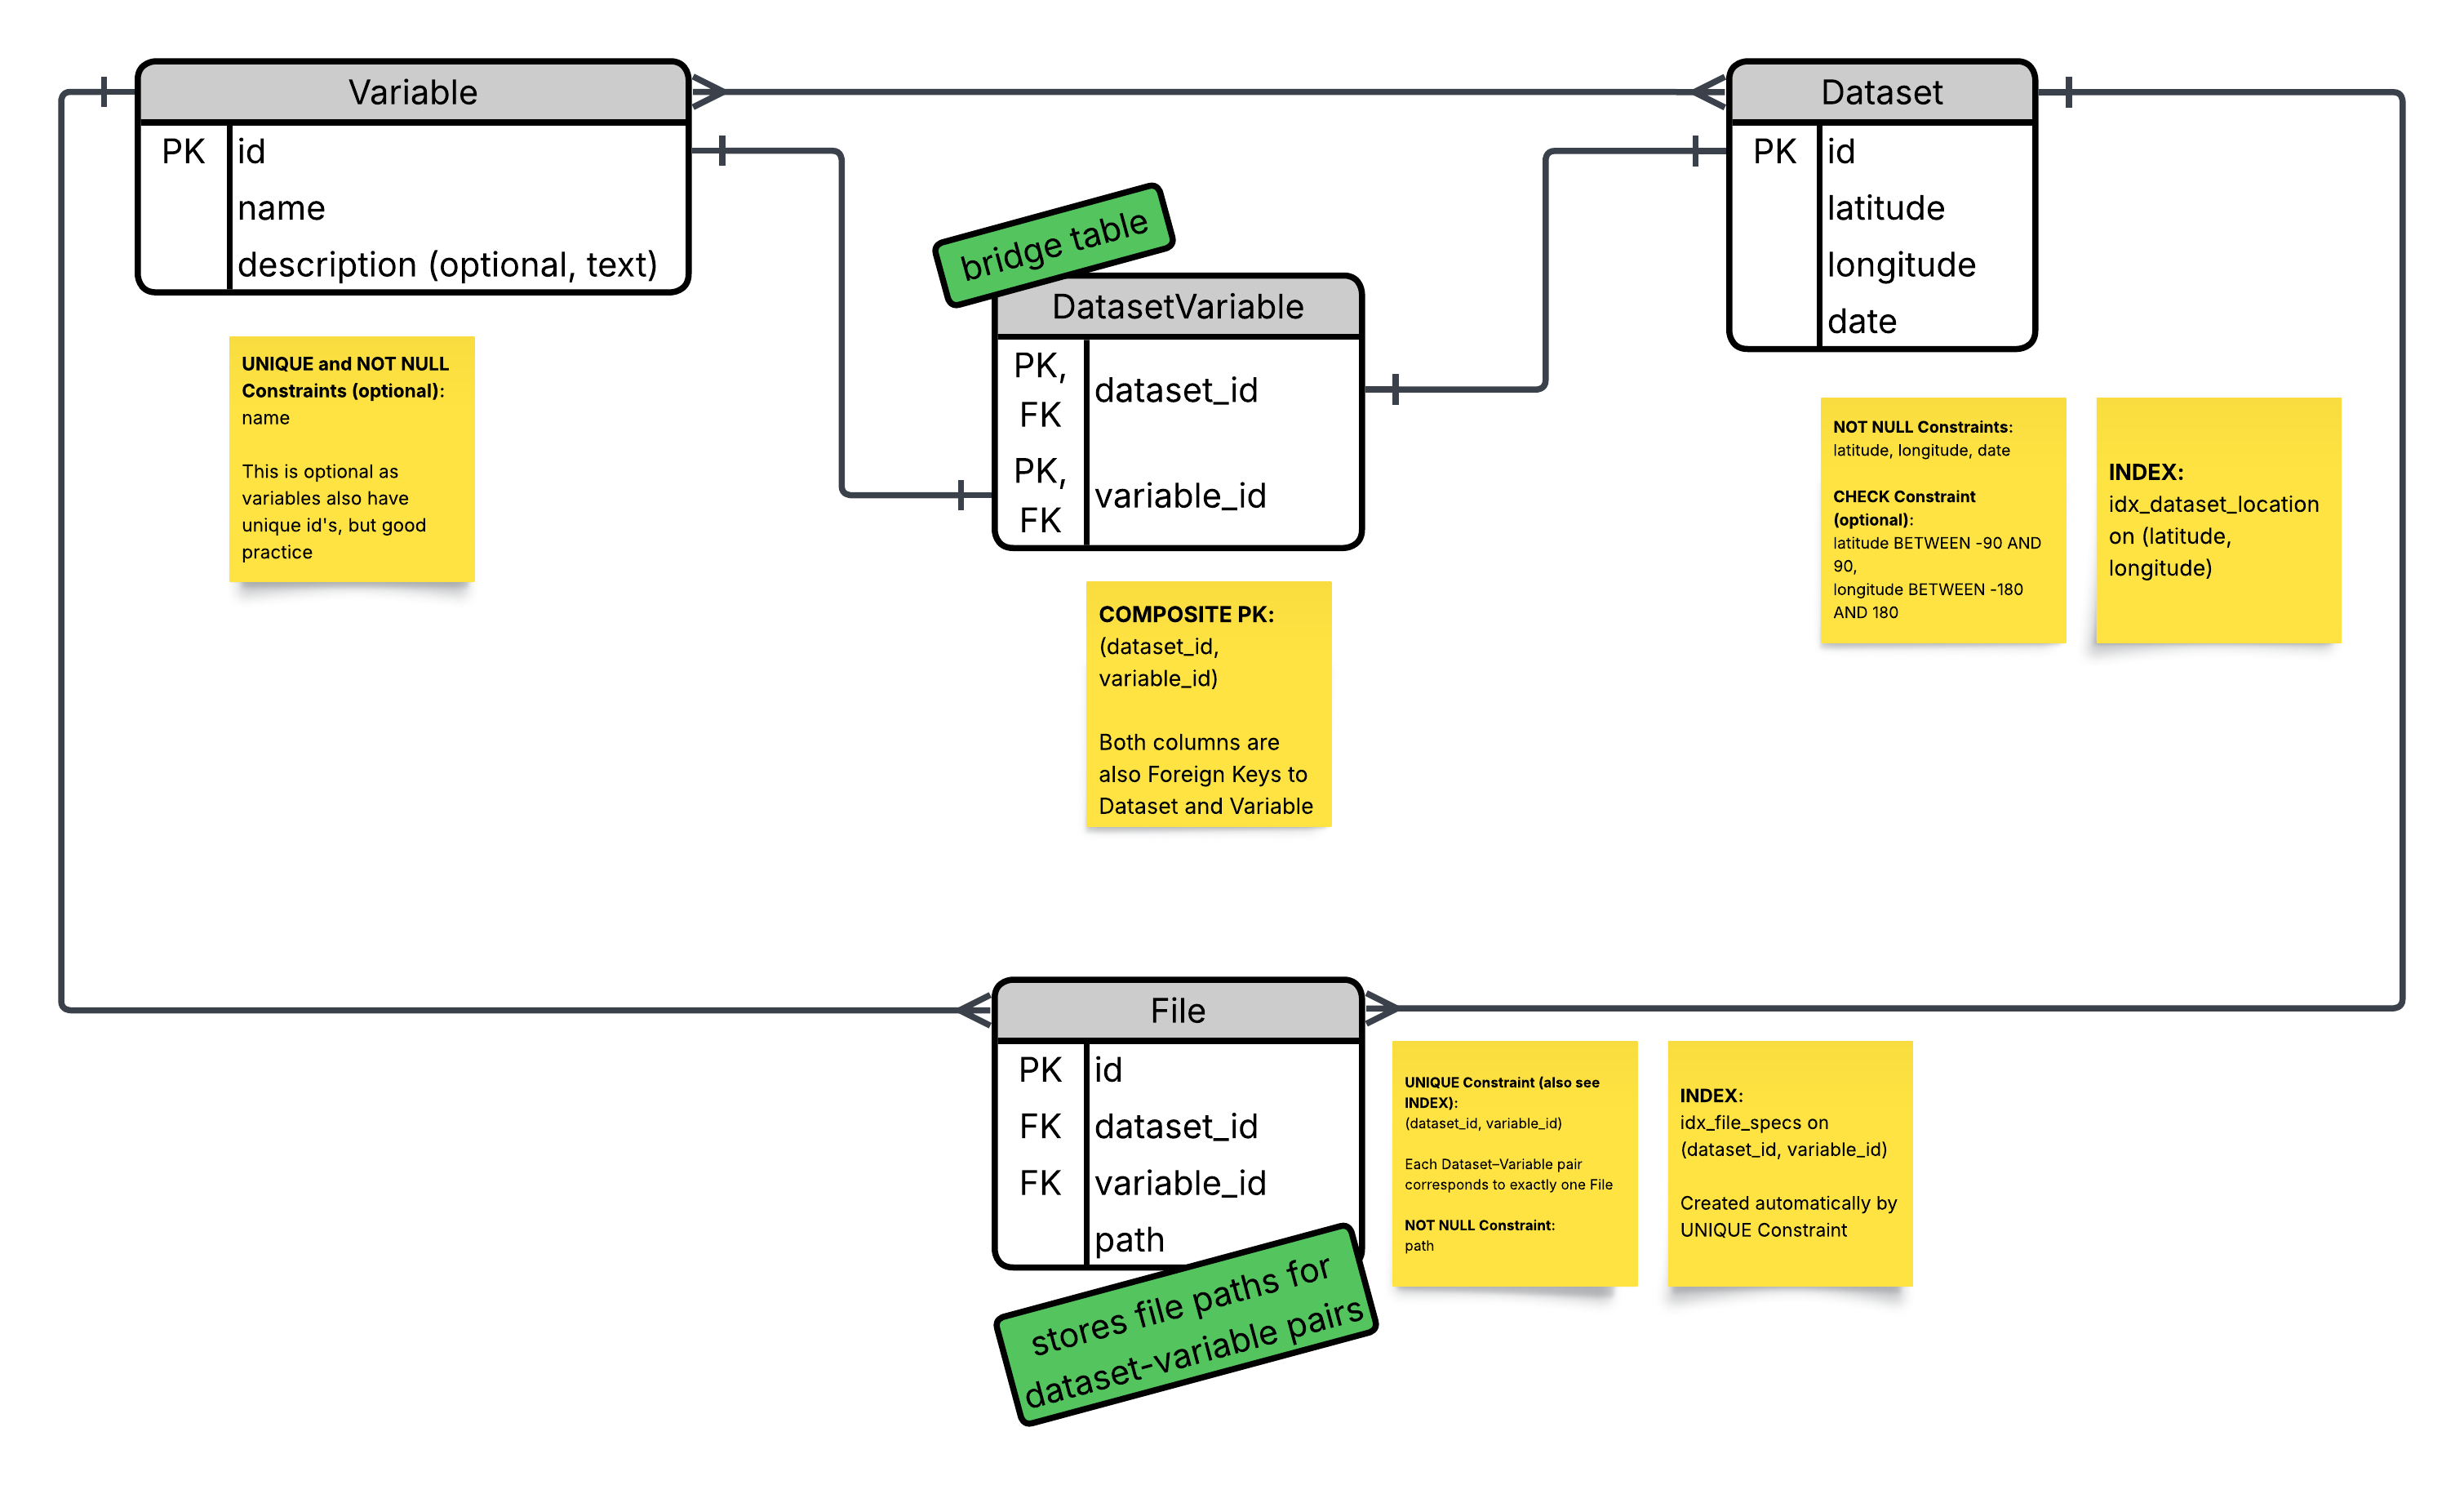 Variable
PK id
name
description (optional, text)
UNIQUE and NOT NULL
Constraints (optional):
name
This is optional as
variables also have
unique id's, but good
practice
bridge table
DatasetVariable
PK,
FK
dataset_id
PK,
FK
variable_id
COMPOSITE PK:
(dataset_id,
variable_id)
Both columns are
also Foreign Keys to
Dataset and Variable
Dataset
PK id
latitude
longitude
date
NOT NULL Constraints:
latitude, longitude, date
CHECK Constraint
(optional):
latitude BETWEEN -90 AND
90,
longitude BETWEEN -180
AND 180
INDEX:
idx_dataset_location
on (latitude,
longitude)
File
PK id
FK dataset_id
FK variable_id
path
stores file paths for
dataset-variable pairs
UNIQUE Constraint (also see
INDEX):
(dataset_id, variable_id)
Each Dataset–Variable pair
corresponds to exactly one File
NOT NULL Constraint:
path
INDEX:
idx_file_specs on
(dataset_id, variable_id)
Created automatically by
UNIQUE Constraint